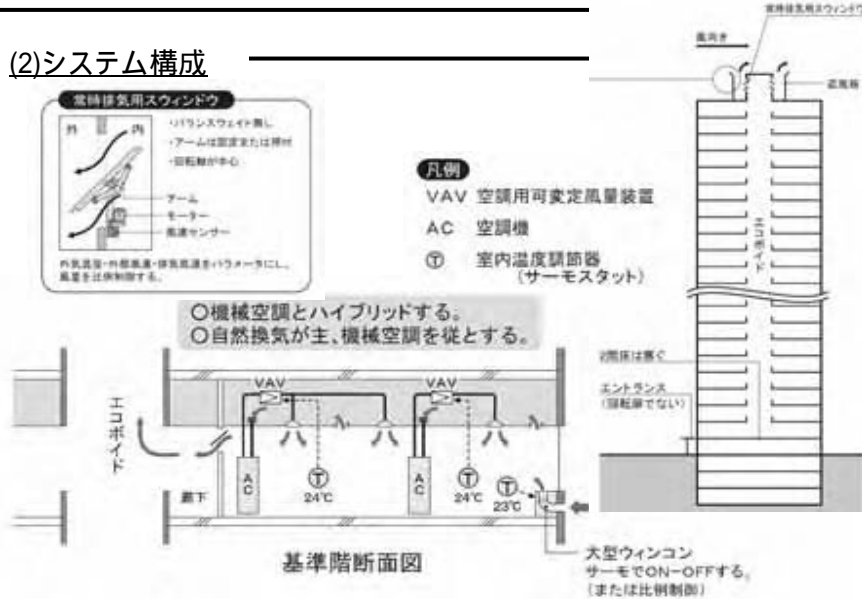 (2)システム構成
常時排気用スウィンドウ
外
内
・バランスウェイト無し
・アームは固定または扉付
・回転軸が中心
アーム
モーター
風速センサー
外気温度・外部風速・排気風速をパラメータにし、
風量を比例制御する。
凡例
VAV 空調用可変定風量装置
AC 空調機
Ⓣ 室内温度調節器
(サーモスタット)
○機械空調とハイブリッドする。
○自然換気が主、機械空調を従とする。
エコボイド
廊下
VAV
VAV
AC
AC
T
24℃
T
24℃
T
23℃
基準階断面図
大型ウィンコン
サーモでON-OFFする。
(または比例制御)
常時排気用スウィンドウ
風向き
遮風板
エコボイド
2階床は塞ぐ
エントランス
(回転扉でない)